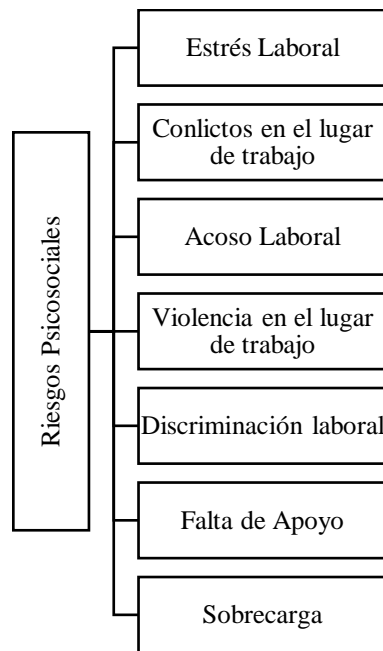 Riesgos Psicosociales
Estrés Laboral
Conlictos en el lugar
de trabajo
Acoso Laboral
Violencia en el lugar
de trabajo
Discriminación laboral
Falta de Apoyo
Sobrecarga